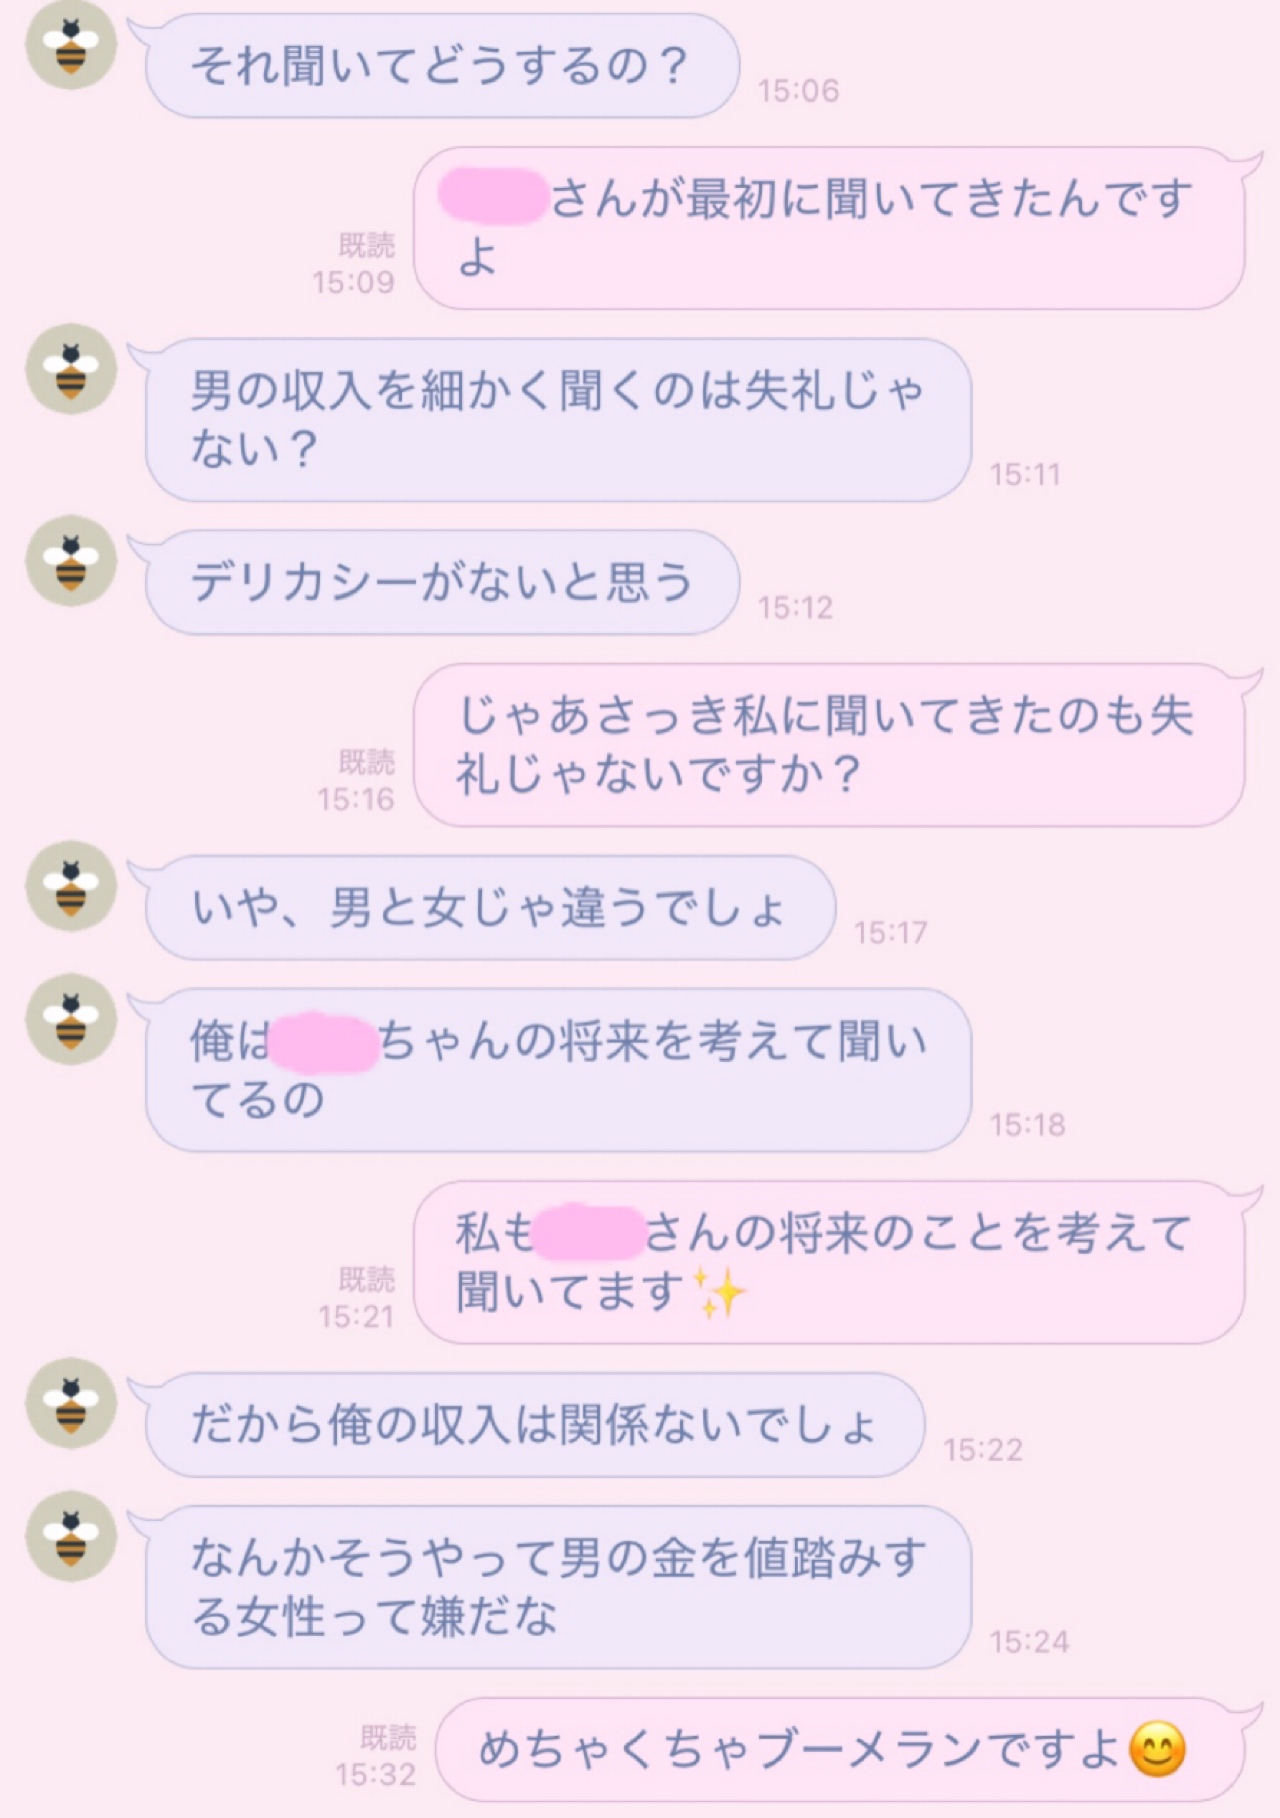 それ聞いてどうするの？
15:06
さんが最初に聞いてきたんです
よ
既読
15:09
男の収入を細かく聞くのは失礼じゃ
ない？
15:11
デリカシーがないと思う
15:12
じゃあさっき私に聞いてきたのも失
礼じゃないですか？
既読
15:16
いや、男と女じゃ違うでしょ
15:17
俺は ちゃんの将来を考えて聞い
てるの
15:18
私も さんの将来のことを考えて
聞いてます✨
既読
15:21
だから俺の収入は関係ないでしょ
15:22
なんかそうやって男の金を値踏みす
る女性って嫌だな
15:24
めちゃくちゃブーメランですよ😊
既読
15:32